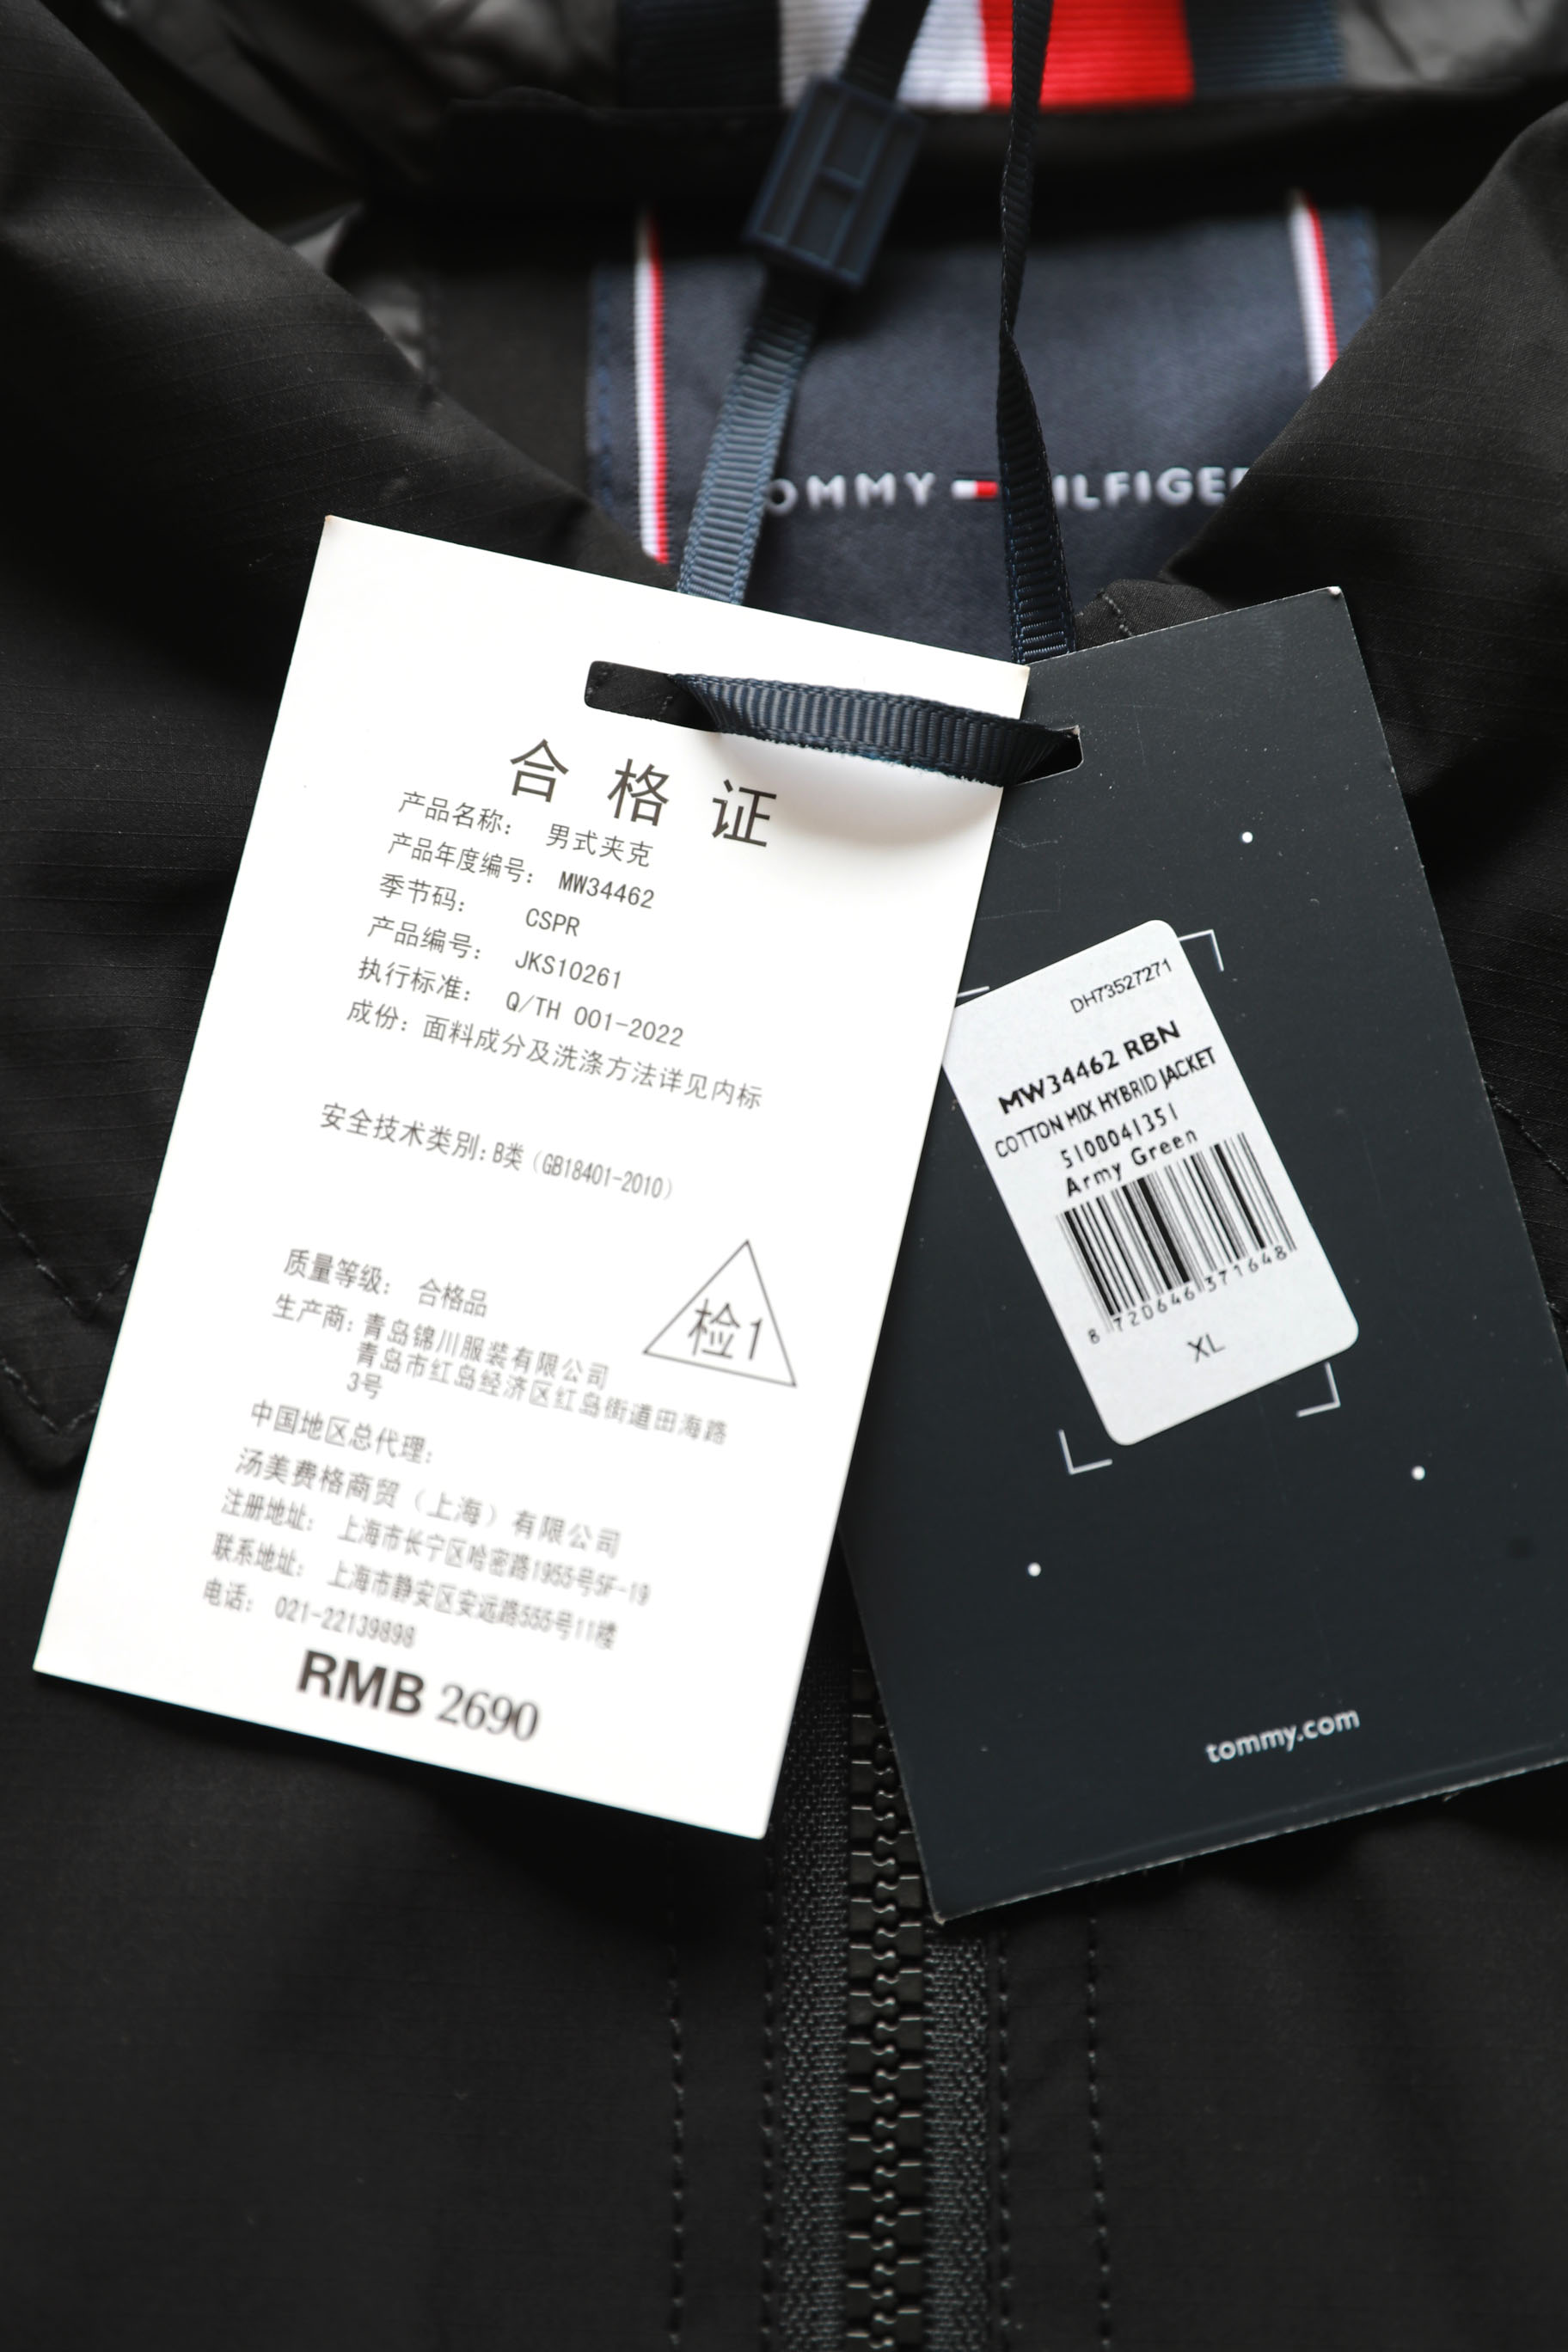 OMMY ILFIGE
合格证
产品名称: 男式夹克
产品年度编号: MW34462
季节码: CSPR
产品编号: JKS10261
执行标准: Q/TH 001-2022
成份: 面料成分及洗涤方法详见内标
安全技术类别: B类 (GB18401-2010)
质量等级: 合格品
检1
生产商: 青岛锦川服装有限公司
青岛市红岛经济区红岛街道田海路
3号
中国地区总代理:
汤美费格商贸(上海)有限公司
注册地址: 上海市长宁区哈密路1955号5F-19
联系地址: 上海市静安区安远路555号11楼
电话: 021-22139898
RMB 2690
DH73527271
MW34462 RBN
COTTON MIX HYBRID JACKET
5100041351
Army Green
8 720646 371648
XL
tommy.com